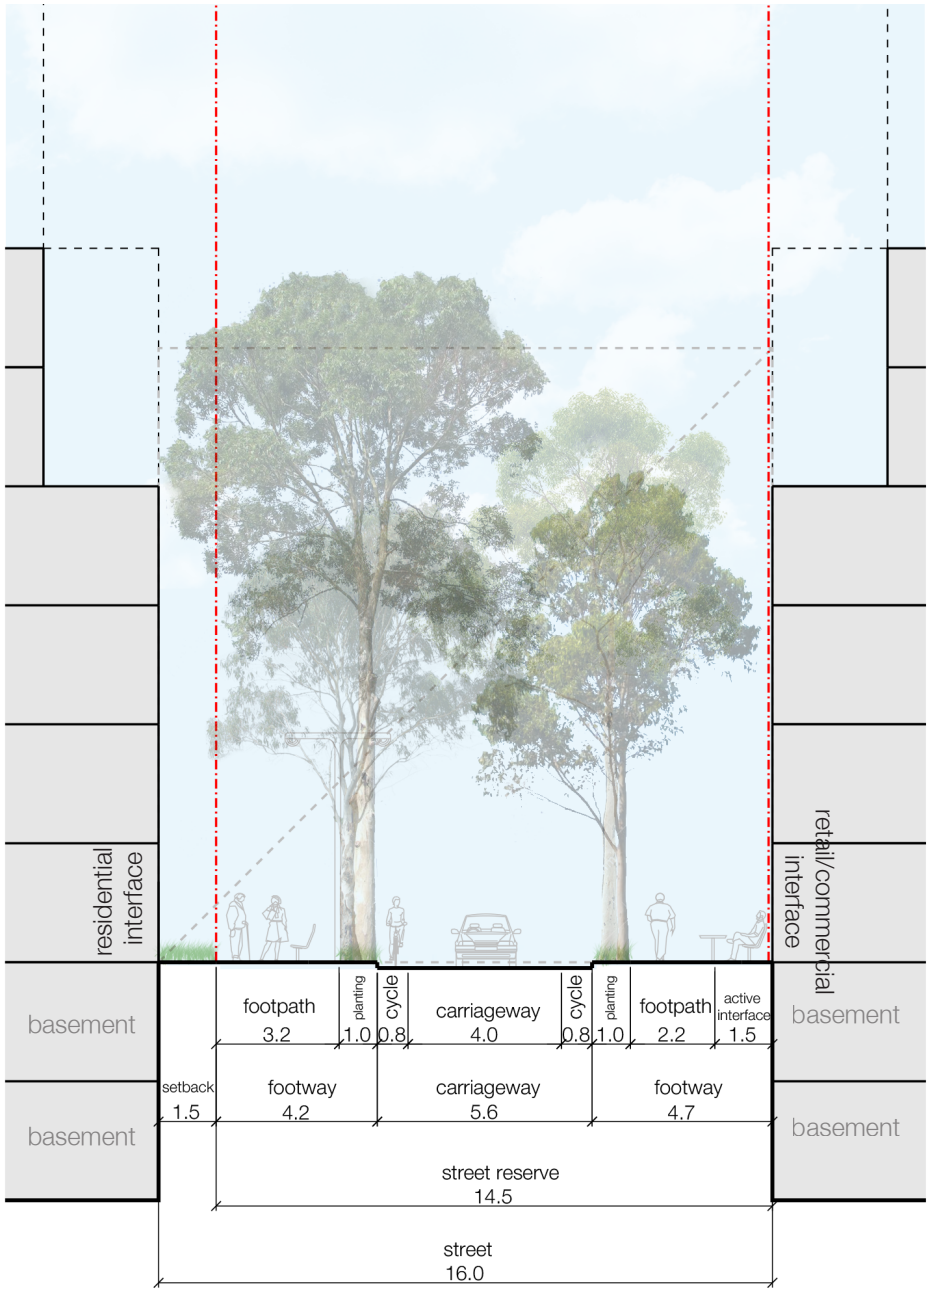 residential
interface
retail/commercial
interface
footpath
3.2
planting
1.0
cycle
0.8
carriageway
4.0
cycle
0.8
planting
1.0
footpath
2.2
active
interface
1.5
basement
basement
setback
1.5
footway
4.2
carriageway
5.6
footway
4.7
basement
basement
street reserve
14.5
street
16.0